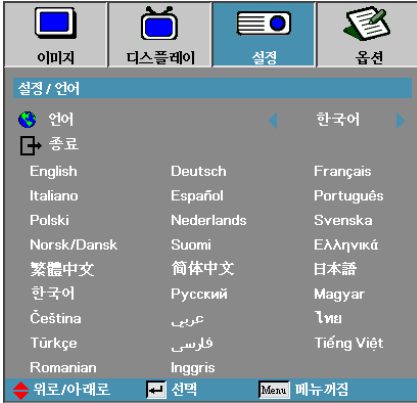 이미지 디스플레이 설정 옵션
설정 / 언어
언어 한국어
종료
English Deutsch Français
Italiano Español Português
Polski Nederlands Svenska
Norsk/Dansk Suomi Ελληνικά
繁體中文 简体中文 日本語
한국어 Русский Magyar
Čeština عربي ไทย
Türkçe فارسی Tiếng Việt
Romanian Inggris
위로/아래로 선택 Menu 메뉴꺼짐